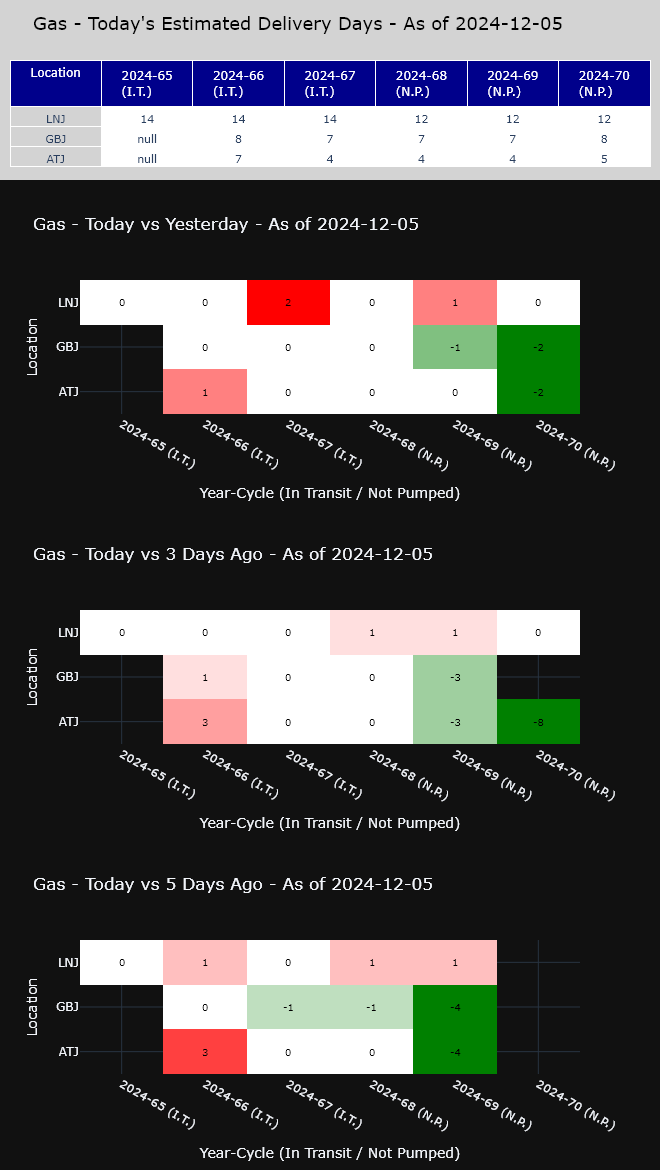 Gas - Today's Estimated Delivery Days - As of 2024-12-05
Location 2024-65 (I.T.) 2024-66 (I.T.) 2024-67 (I.T.) 2024-68 (N.P.) 2024-69 (N.P.) 2024-70 (N.P.)
LNJ 14 14 14 12 12 12
GBJ null 8 7 7 7 8
ATJ null 7 4 4 4 5
Gas - Today vs Yesterday - As of 2024-12-05
Location
LNJ 0 0 2 0 1 0
GBJ 0 0 0 -1 -2
ATJ 1 0 0 0 -2
2024-65 (I.T.) 2024-66 (I.T.) 2024-67 (I.T.) 2024-68 (N.P.) 2024-69 (N.P.) 2024-70 (N.P.)
Year-Cycle (In Transit / Not Pumped)
Gas - Today vs 3 Days Ago - As of 2024-12-05
Location
LNJ 0 0 0 1 1 0
GBJ 1 0 0 -3
ATJ 3 0 0 -3 -8
2024-65 (I.T.) 2024-66 (I.T.) 2024-67 (I.T.) 2024-68 (N.P.) 2024-69 (N.P.) 2024-70 (N.P.)
Year-Cycle (In Transit / Not Pumped)
Gas - Today vs 5 Days Ago - As of 2024-12-05
Location
LNJ 0 1 0 1 1
GBJ 0 -1 -1 -4
ATJ 3 0 0 -4
2024-65 (I.T.) 2024-66 (I.T.) 2024-67 (I.T.) 2024-68 (N.P.) 2024-69 (N.P.) 2024-70 (N.P.)
Year-Cycle (In Transit / Not Pumped)